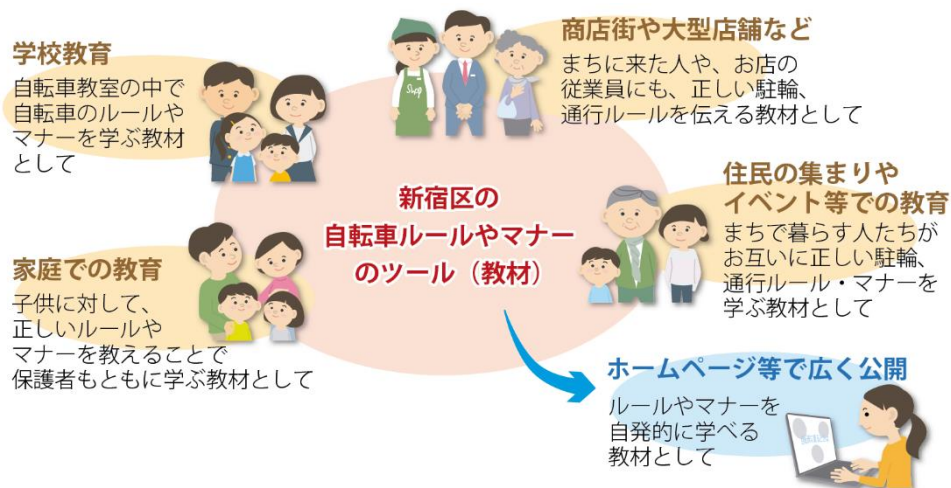 学校教育
自転車教室の中で
自転車のルールや
マナーを学ぶ教材
として
商店街や大型店舗など
まちに来た人や、お店の
従業員にも、正しい駐輪、
通行ルールを伝える教材として
新宿区の
自転車ルールやマナー
のツール（教材）
住民の集まりや
イベント等での教育
まちで暮らす人たちが
お互いに正しい駐輪、
通行ルール・マナーを
学ぶ教材として
家庭での教育
子供に対して、
正しいルールや
マナーを教えることで
保護者もともに学ぶ教材として
ホームページ等で広く公開
ルールやマナーを
自発的に学べる
教材として